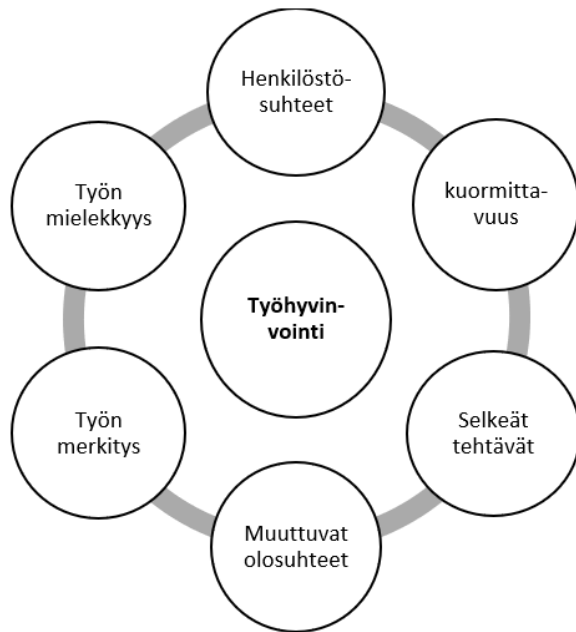 Henkilöstö-
suhteet
Työn
mielekkyys
kuormitta-
vuus
Työhyvin-
vointi
Työn
merkitys
Selkeät
tehtävät
Muuttuvat
olosuhteet